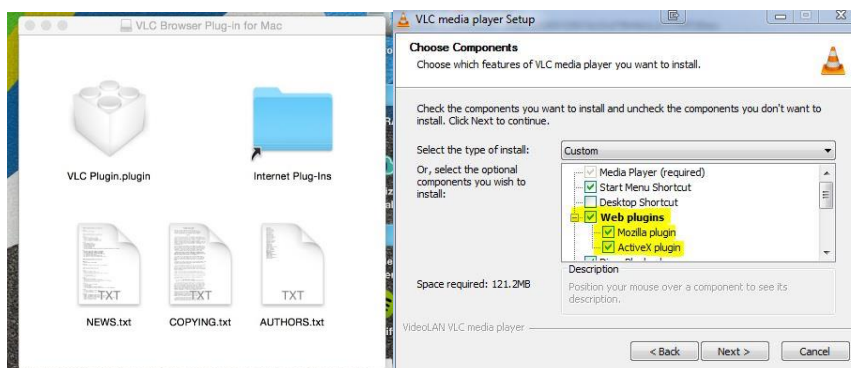 VLC Browser Plug-in for Mac
VLC Plugin.plugin
Internet Plug-Ins
TXT
TXT
TXT
NEWS.txt
COPYING.txt
AUTHORS.txt
VLC media player Setup
Choose Components
Choose which features of VLC media player you want to install.
Check the components you want to install and uncheck the components you don't want to
install. Click Next to continue.
Select the type of install:
Custom
Or, select the optional
components you wish to
install:
Media Player (required)
Start Menu Shortcut
Desktop Shortcut
Web plugins
Mozilla plugin
ActiveX plugin
Space required: 121.2MB
Description
Position your mouse over a component to see its
description.
VideoLAN VLC media player
< Back
Next >
Cancel